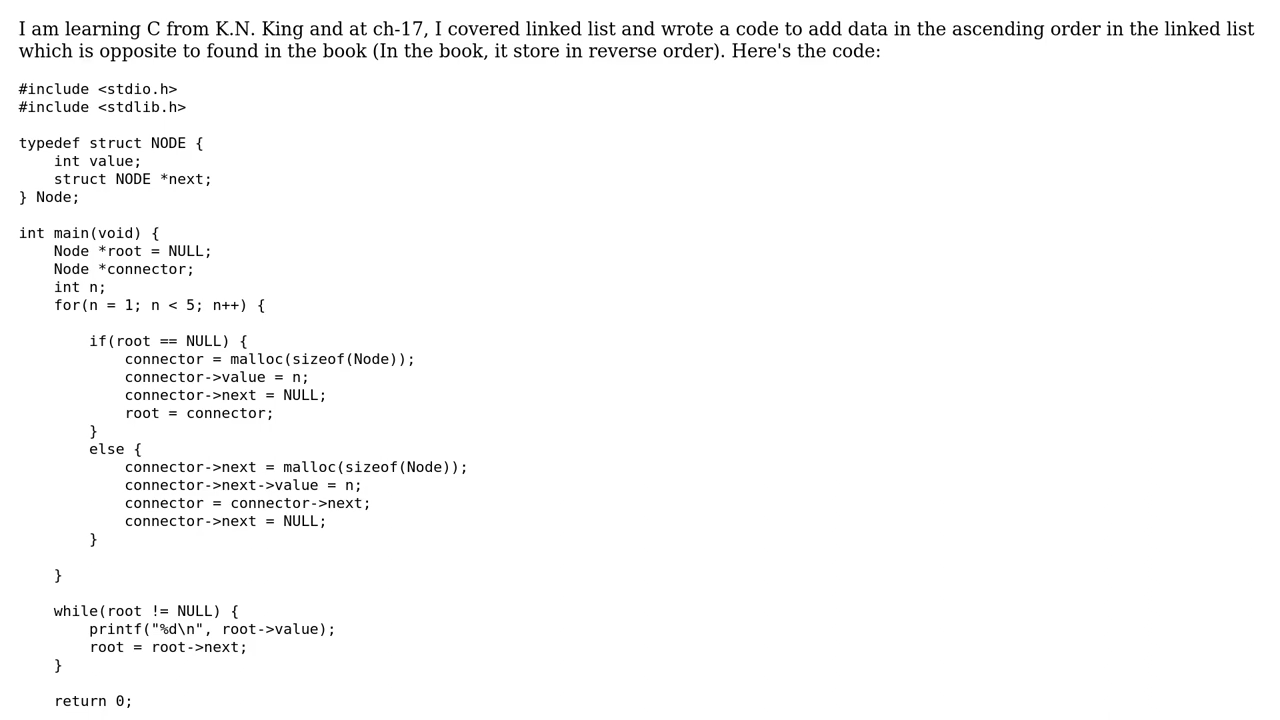 I am learning C from K.N. King and at ch-17, I covered linked list and wrote a code to add data in the ascending order in the linked list
which is opposite to found in the book (In the book, it store in reverse order). Here's the code:
#include <stdio.h>
#include <stdlib.h>
typedef struct NODE {
    int value;
    struct NODE *next;
} Node;
int main(void) {
    Node *root = NULL;
    Node *connector;
    int n;
    for(n = 1; n < 5; n++) {
        if(root == NULL) {
            connector = malloc(sizeof(Node));
            connector->value = n;
            connector->next = NULL;
            root = connector;
        }
        else {
            connector->next = malloc(sizeof(Node));
            connector->next->value = n;
            connector = connector->next;
            connector->next = NULL;
        }
    }
    while(root != NULL) {
        printf("%d\n", root->value);
        root = root->next;
    }
    return 0;